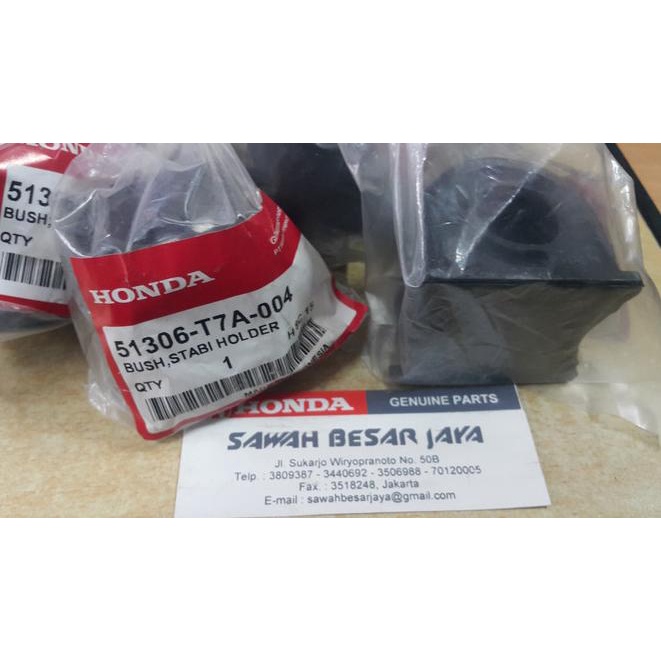 HONDA
513
BUSH,
QTY
HONDA
51306-T7A-004
BUSH,STABI HOLDER
QTY 1
HONDA GENUINE PARTS
SAWAH BESAR JAYA
Jl. Sukarjo Wiryopranoto No. 50B
Telp. : 3809387 - 3440692 - 3506988 - 70120005
Fax. : 3518248, Jakarta
E-mail : sawahbesarjaya@gmail.com